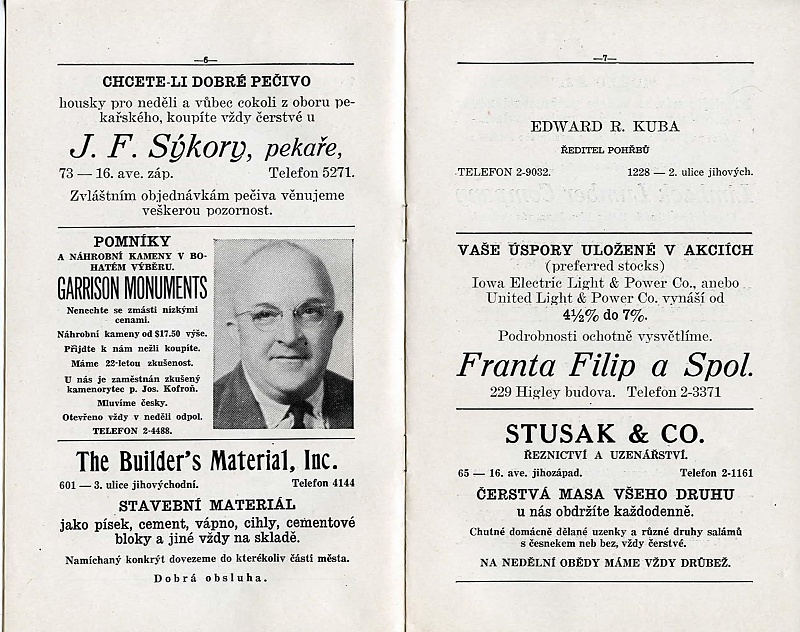 —6—
CHCETE-LI DOBRÉ PEČIVO
housky pro neděli a vůbec cokoli z oboru pe-
kařského, koupíte vždy čerstvé u
J. F. Sýkory, pekaře,
73 — 16. ave. záp. Telefon 5271.
Zvláštním objednávkám pečiva věnujeme
veškerou pozornost.
POMNÍKY
A NÁHROBNÍ KAMENY V BO-
HATÉM VÝBĚRU.
GARRISON MONUMENTS
Nenechte se zmásti nízkými
cenami.
Náhrobní kameny od $17.50 výše.
Přijdte k nám nežli koupíte.
Máme 22-letou zkušenost.
U nás je zaměstnán zkušený
kamenorytec p. Jos. Kofroň.
Mluvíme česky.
Otevřeno vždy v neděli odpol.
TELEFON 2-4488.
The Builder's Material, Inc.
601 — 3. ulice jihovýchodní. Telefon 4144
STAVEBNÍ MATERIÁL
jako písek, cement, vápno, cihly, cementové
bloky a jiné vždy na skladě.
Namíchaný konkrýt dovezeme do kterékoliv části města.
Dobrá obsluha.
—7—
EDWARD R. KUBA
ŘEDITEL POHŘBŮ
TELEFON 2-9032. 1228 — 2. ulice jihových.
VAŠE ÚSPORY ULOŽENÉ V AKCIÍCH
(preferred stocks)
Iowa Electric Light & Power Co., anebo
United Light & Power Co. vynáší od
4½% do 7%.
Podrobnosti ochotně vysvětlíme.
Franta Filip a Spol.
229 Higley budova. Telefon 2-3371
STUSAK & CO.
ŘEZNICTVÍ A UZENÁŘSTVÍ.
65 — 16. ave. jihozápad. Telefon 2-1161
ČERSTVÁ MASA VŠEHO DRUHU
u nás obdržíte každodenně.
Chutné domácně dělané uzenky a různé druhy salámů
s česnekem neb bez, vždy čerstvé.
NA NEDĚLNÍ OBĚDY MÁME VŽDY DRŮBEŽ.